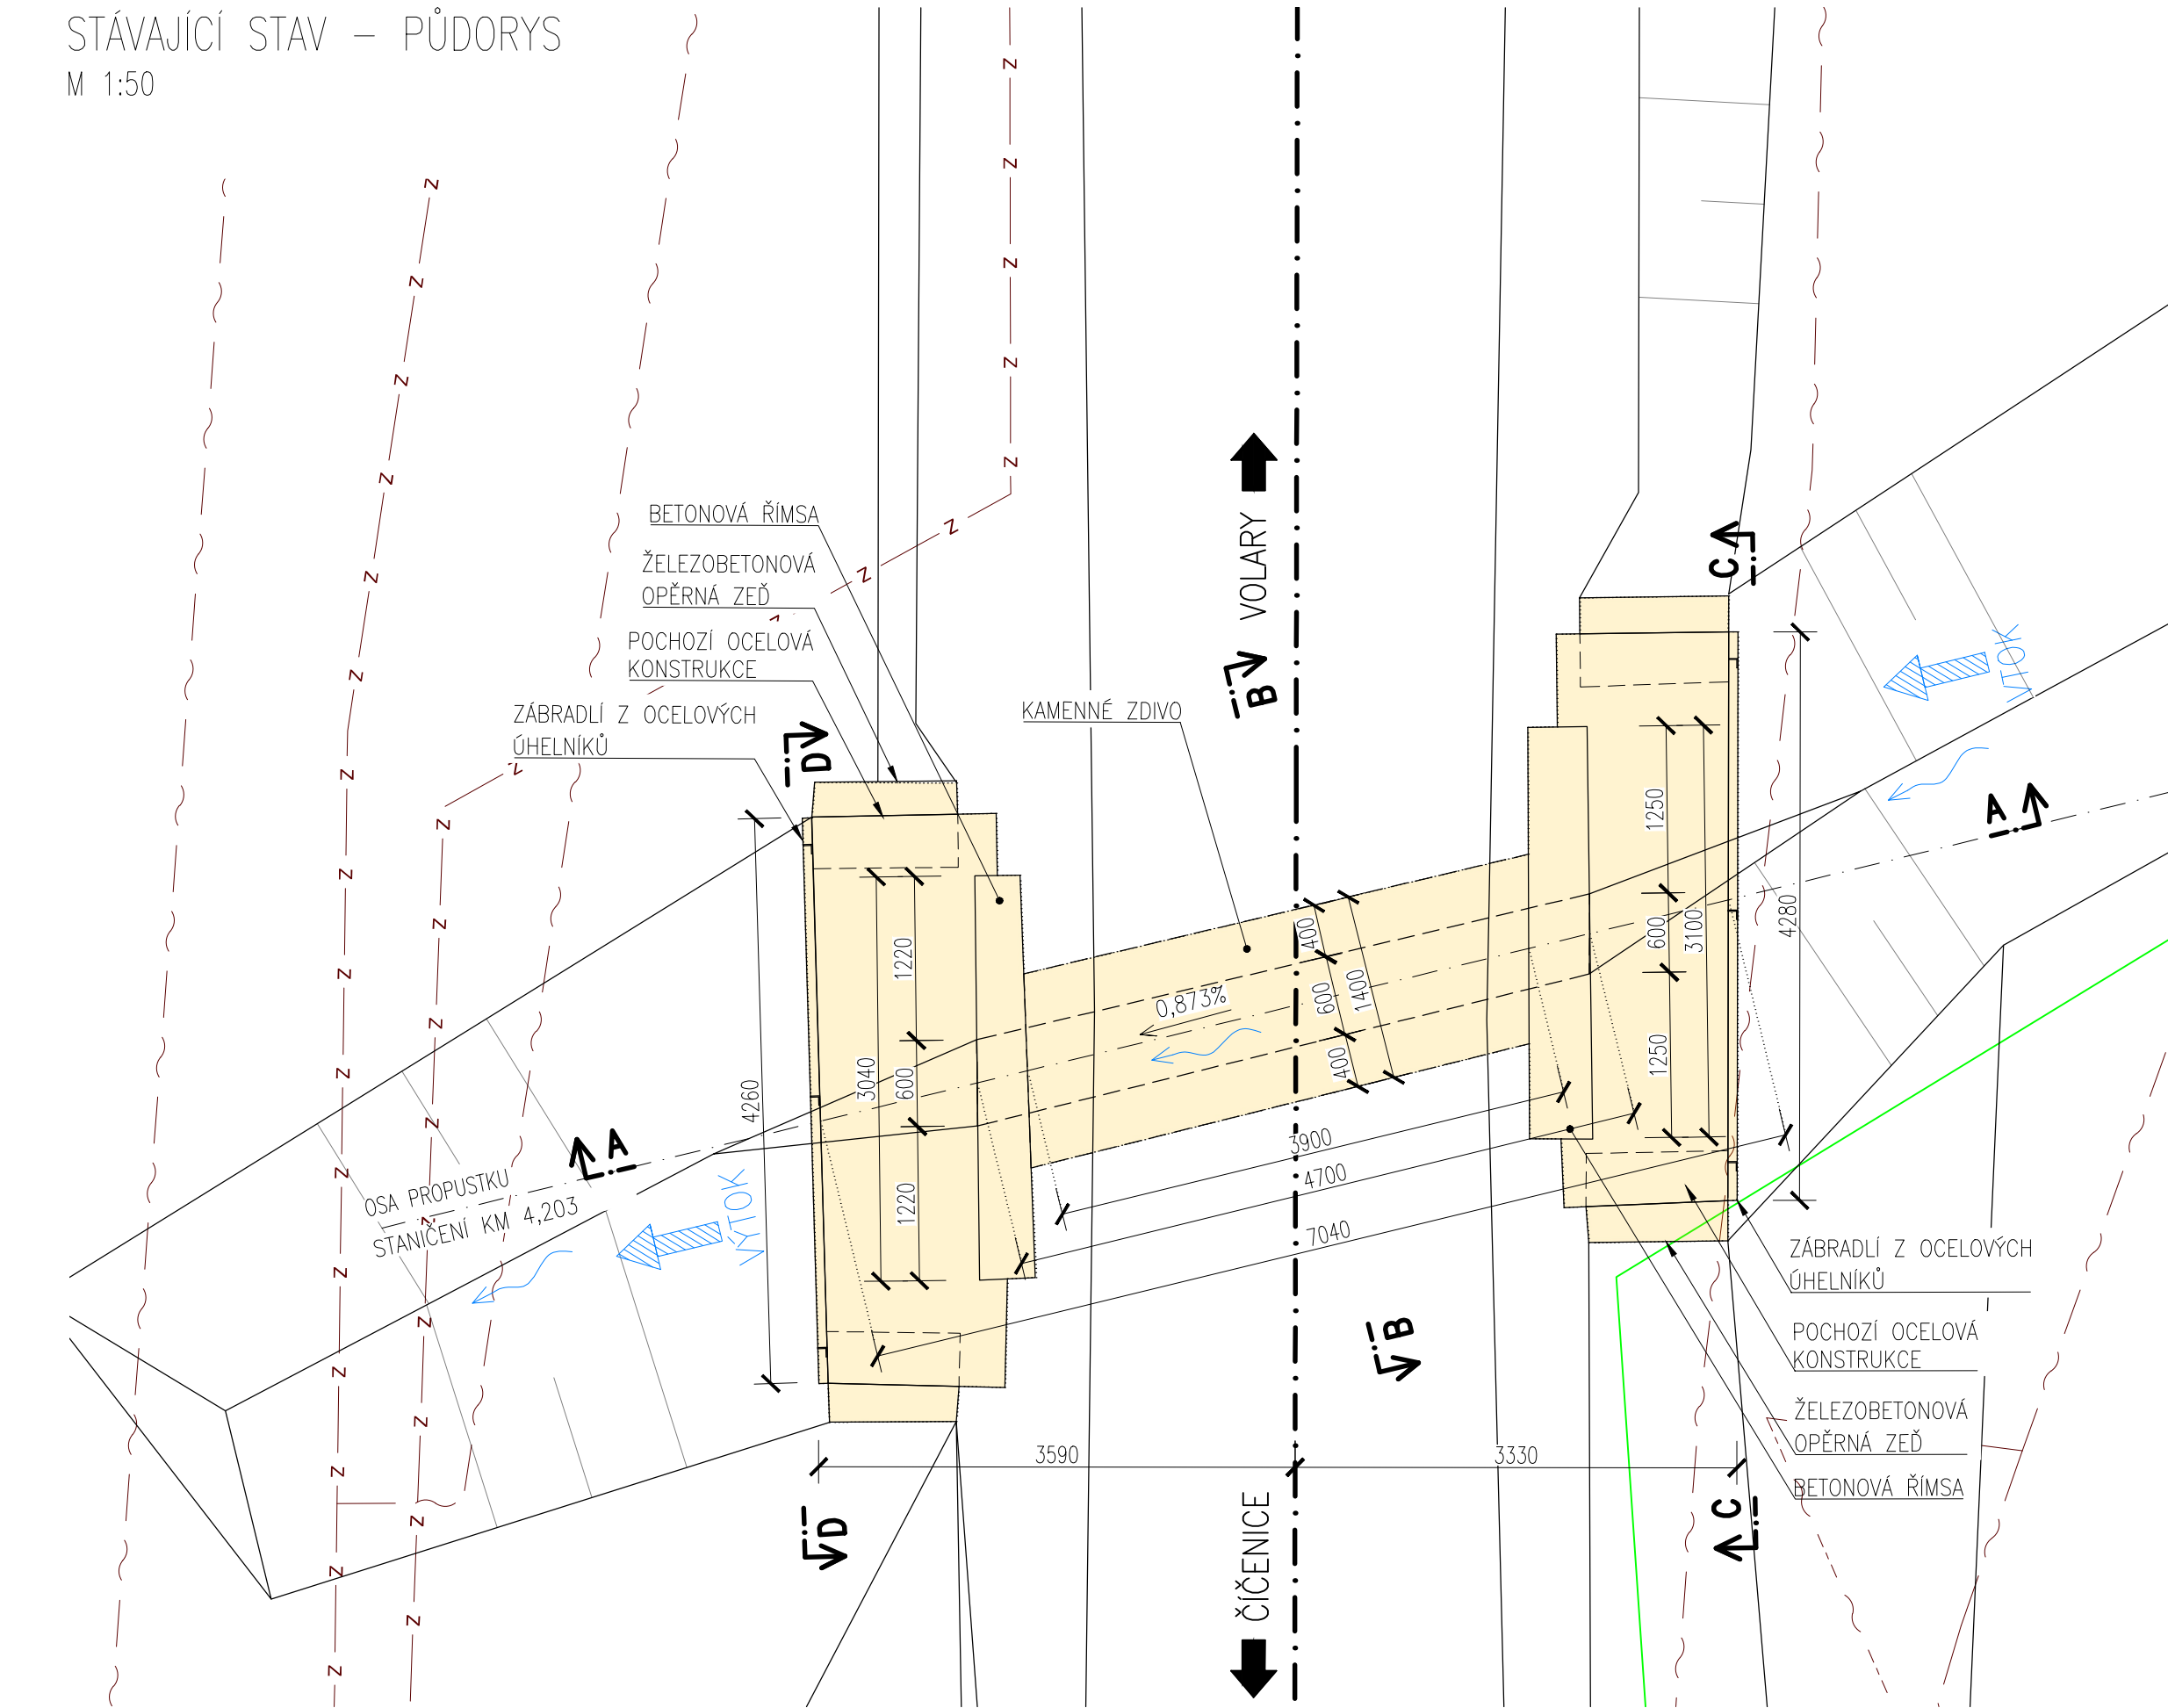 STÁVAJÍCÍ STAV – PŮDORYS
M 1:50
BETONOVÁ ŘÍMSA
ŽELEZOBETONOVÁ
OPĚRNÁ ZEĎ
POCHOZÍ OCELOVÁ
KONSTRUKCE
ZÁBRADLÍ Z OCELOVÝCH
ÚHELNÍKŮ
KAMENNÉ ZDIVO
VOLARY
B
C
D
VTOK
A
1250
600
3100
1250
4280
1220
3040
600
1220
4260
400
600
1400
400
0,873%
3900
4700
7040
A
OSA PROPUSTKU
STANIČENÍ KM 4,203
VÝTOK
B
ZÁBRADLÍ Z OCELOVÝCH
ÚHELNÍKŮ
POCHOZÍ OCELOVÁ
KONSTRUKCE
ŽELEZOBETONOVÁ
OPĚRNÁ ZEĎ
BETONOVÁ ŘÍMSA
3590
3330
D
C
ČÍČENICE